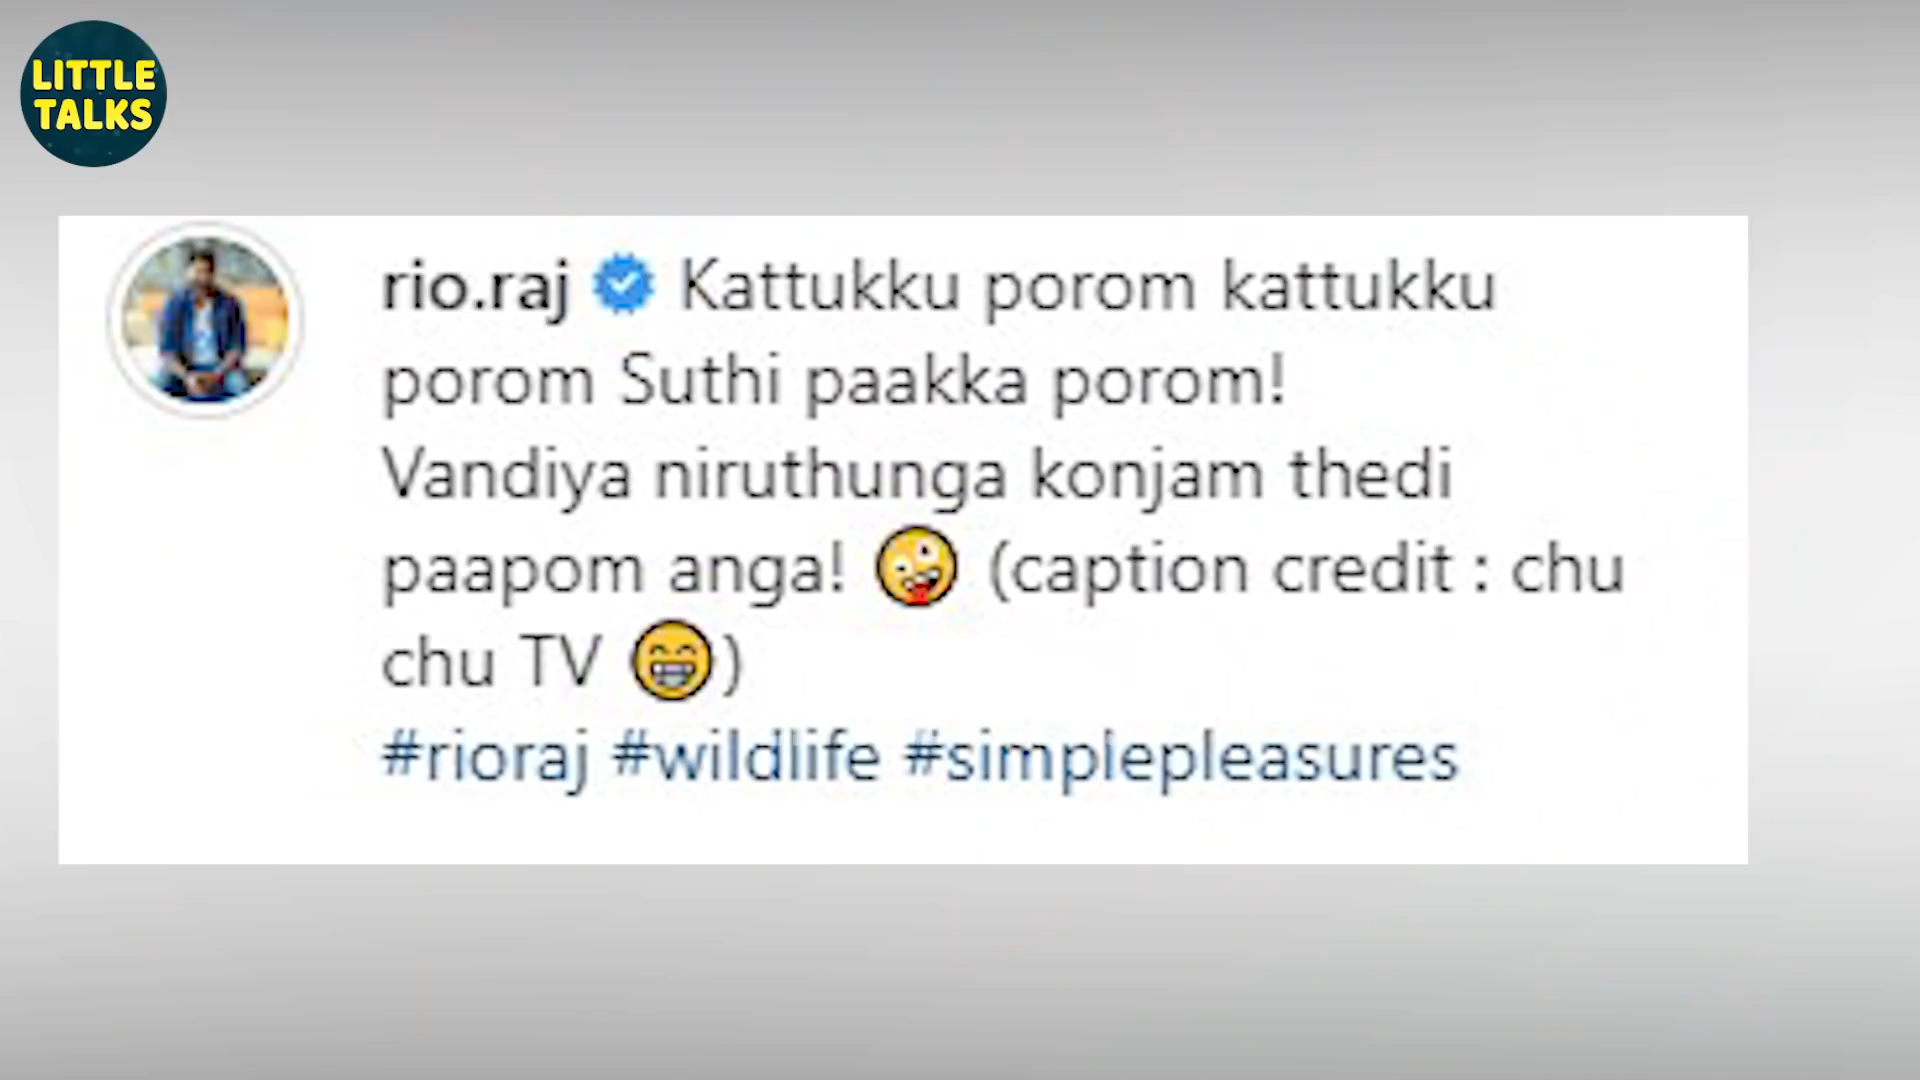 LITTLE
TALKS
rio.raj Kattukku porom kattukku
porom Suthi paakka porom!
Vandiya niruthunga konjam thedi
paapom anga! 🤪 (caption credit : chu
chu TV 😁)
#rioraj #wildlife #simplepleasures